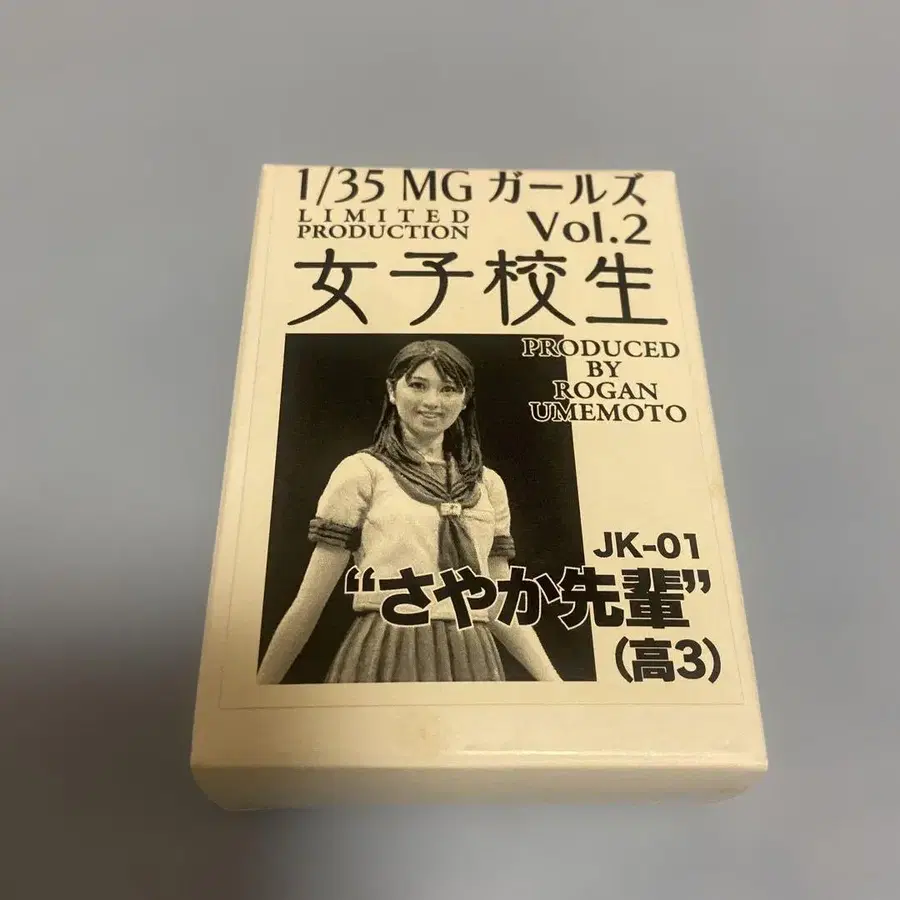 1/35 MG ガールズ
LIMITED
PRODUCTION
Vol.2
女子校生
PRODUCED
BY
ROGAN
UMEMOTO
JK-01
“さやか先輩”
(高3)